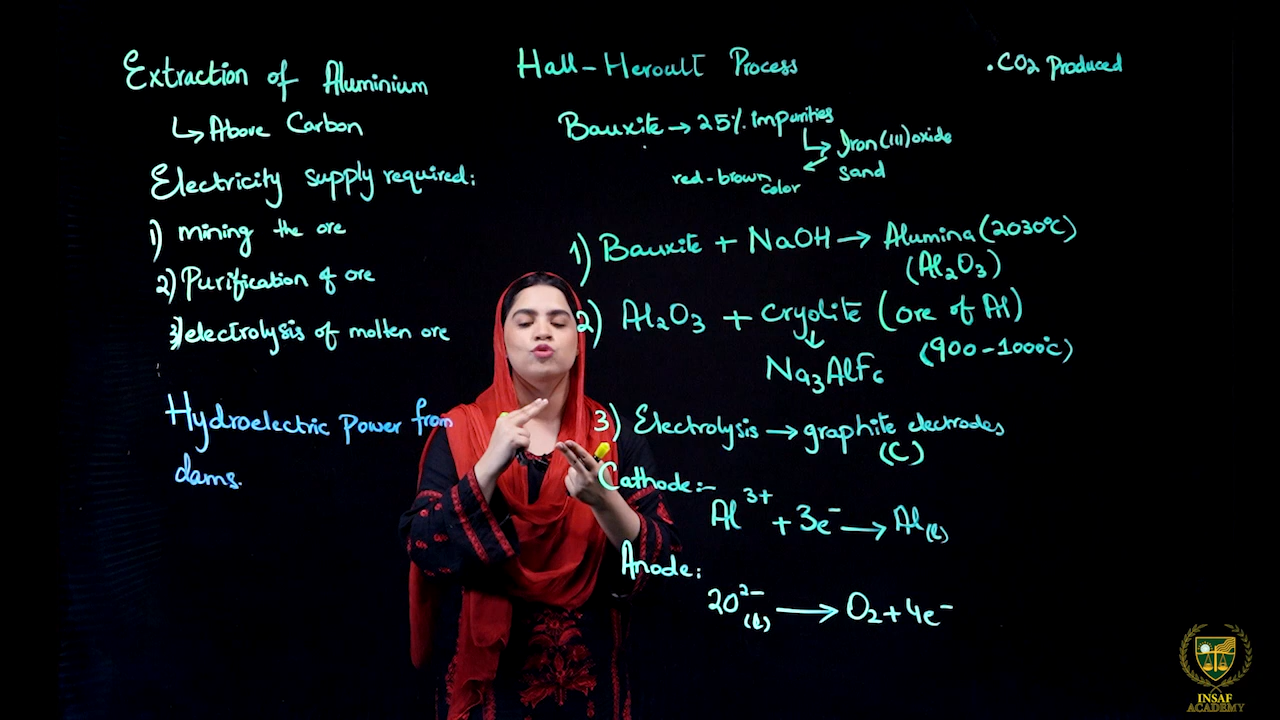 Extraction of Aluminium
↳ Above Carbon
Electricity supply required:
1) mining the ore
2) Purification of ore
3) electrolysis of molten ore
Hydroelectric Power from
dams.
Hall-Heroult Process
Bauxite → 25% impurities
↳ Iron (III) oxide
sand
red-brown
color
1) Bauxite + NaOH → Alumina (2030°C)
(Al₂O₃)
2) Al₂O₃ + cryolite (ore of Al)
↓
Na₃AlF₆
(900-1000°C)
3) Electrolysis → graphite electrodes
(C)
Cathode:-
Al³⁺ + 3e⁻ → Al(l)
Anode:
2O²⁻(l) → O₂ + 4e⁻
. CO2 Produced
INSAF
ACADEMY